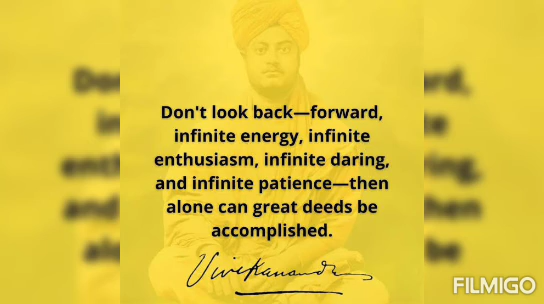 Don't look back—forward,
infinite energy, infinite
enthusiasm, infinite daring,
and infinite patience—then
alone can great deeds be
accomplished.
Vivekananda
FILMIGO